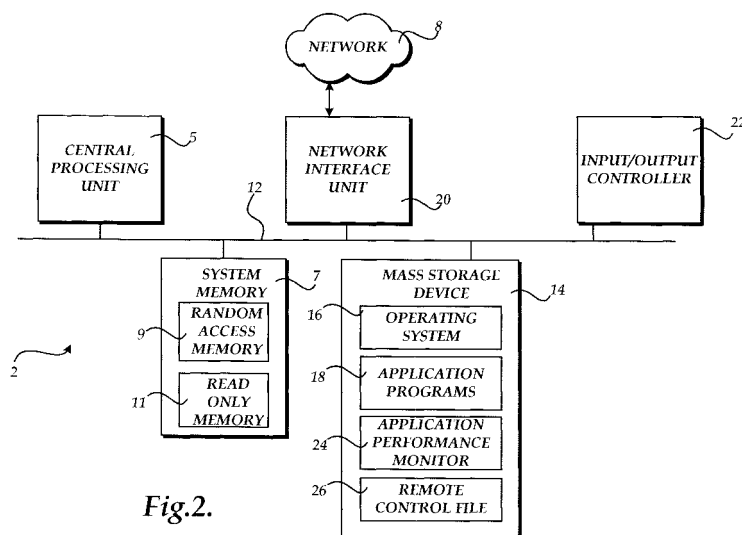 NETWORK
8
CENTRAL
PROCESSING
UNIT
5
NETWORK
INTERFACE
UNIT
20
INPUT/OUTPUT
CONTROLLER
22
12
SYSTEM
MEMORY
7
RANDOM
ACCESS
MEMORY
9
READ
ONLY
MEMORY
11
2
MASS STORAGE
DEVICE
14
16
OPERATING
SYSTEM
18
APPLICATION
PROGRAMS
24
APPLICATION
PERFORMANCE
MONITOR
26
REMOTE
CONTROL FILE
Fig.2.